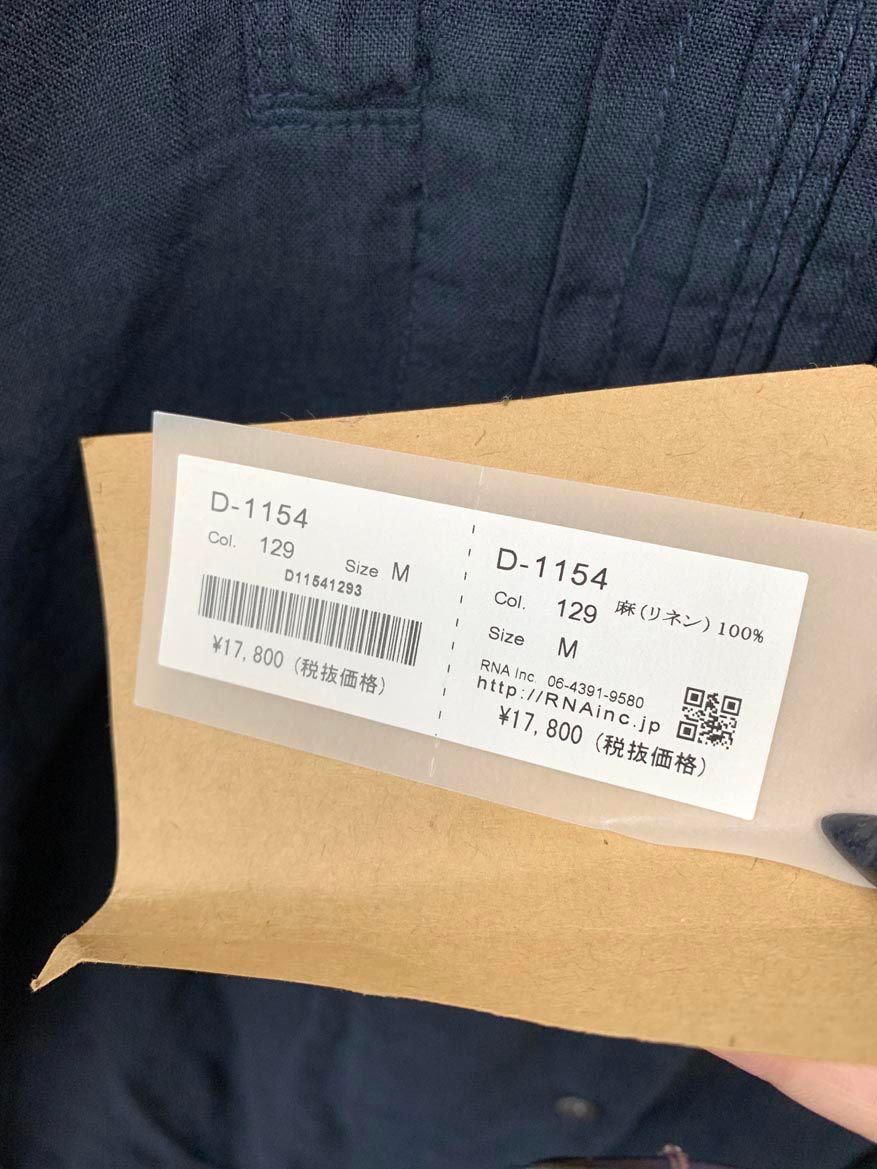 D-1154
Col. 129
Size M
D11541293
¥17,800 (税抜価格)
D-1154
Col. 129 麻(リネン)100%
Size M
RNA Inc. 06-4391-9580
http://RNAinc.jp
¥17,800 (税抜価格)